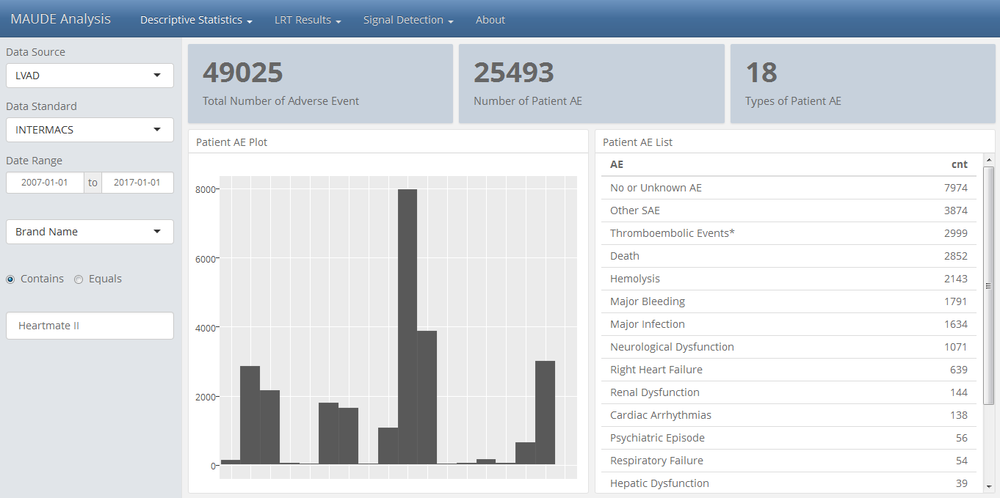 MAUDE Analysis Descriptive Statistics LRT Results Signal Detection About
Data Source
LVAD
Data Standard
INTERMACS
Date Range
2007-01-01 to 2017-01-01
Brand Name
Contains Equals
Heartmate II
49025
Total Number of Adverse Event
25493
Number of Patient AE
18
Types of Patient AE
Patient AE Plot
8000
6000
4000
2000
0
Patient AE List
AE cnt
No or Unknown AE 7974
Other SAE 3874
Thromboembolic Events* 2999
Death 2852
Hemolysis 2143
Major Bleeding 1791
Major Infection 1634
Neurological Dysfunction 1071
Right Heart Failure 639
Renal Dysfunction 144
Cardiac Arrhythmias 138
Psychiatric Episode 56
Respiratory Failure 54
Hepatic Dysfunction 39